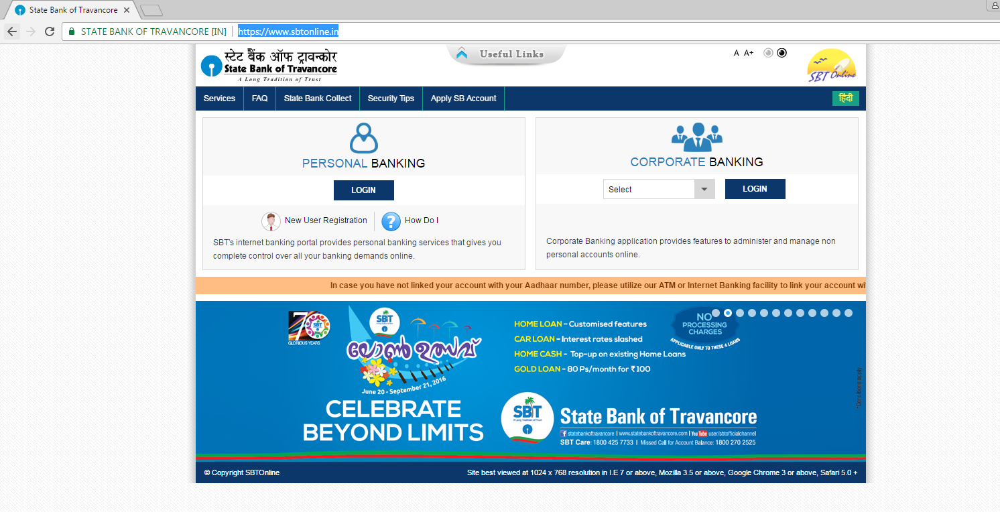 State Bank of Travancore
STATE BANK OF TRAVANCORE [IN] https://www.sbtonline.in
स्टेट बैंक ऑफ ट्रावन्कोर
State Bank of Travancore
A Long Tradition of Trust
Useful Links
A A+
SBT Online
Services FAQ State Bank Collect Security Tips Apply SB Account हिंदी
PERSONAL BANKING
LOGIN
New User Registration How Do I
SBT's internet banking portal provides personal banking services that gives you
complete control over all your banking demands online.
CORPORATE BANKING
Select LOGIN
Corporate Banking application provides features to administer and manage non
personal accounts online.
In case you have not linked your account with your Aadhaar number, please utilize our ATM or Internet Banking facility to link your account wi
70 SBT
GLORIOUS YEARS
SBT
ലോൺ ഉത്സവ്
June 20 - September 21, 2016
CELEBRATE
BEYOND LIMITS
HOME LOAN - Customised features
CAR LOAN - Interest rates slashed
HOME CASH - Top-up on existing Home Loans
GOLD LOAN - 80 Ps/month for ₹100
NO
PROCESSING
CHARGES
APPLICABLE ONLY TO THESE 4 LOANS
*Conditions apply
SBT
A Long Tradition of Trust
State Bank of Travancore
statebankoftravancore | www.statebankoftravancore.com | YouTube user/sbtofficialchannel
SBT Care: 1800 425 7733 | Missed Call for Account Balance: 1800 270 2525
© Copyright SBTOnline
Site best viewed at 1024 x 768 resolution in I.E 7 or above, Mozilla 3.5 or above, Google Chrome 3 or above, Safari 5.0 +